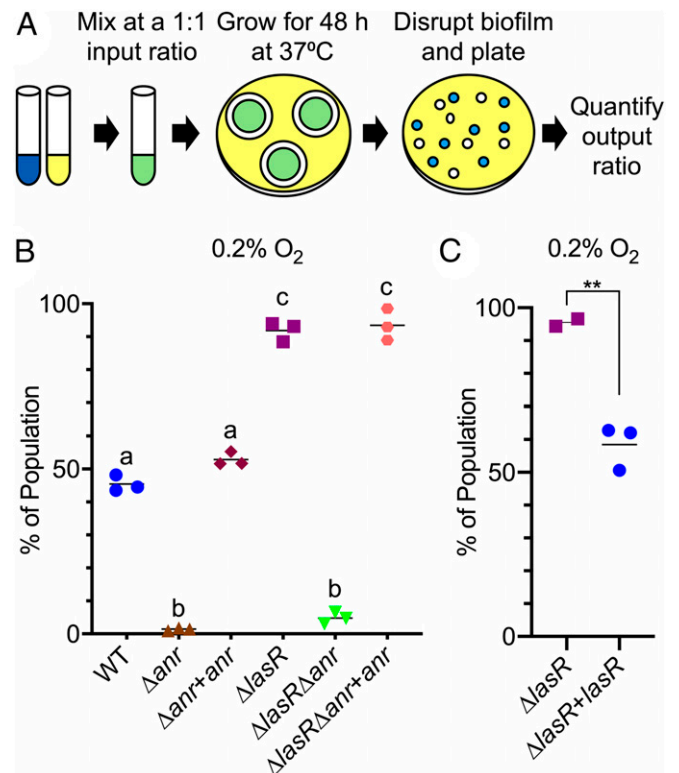 A
Mix at a 1:1
input ratio
Grow for 48 h
at 37ºC
Disrupt biofilm
and plate
Quantify
output
ratio
B
0.2% O2
% of Population
100
50
0
a
b
a
c
b
c
WT
Δanr
Δanr+anr
ΔlasR
ΔlasRΔanr
ΔlasRΔanr+anr
C
0.2% O2
**
% of Population
100
50
0
ΔlasR
ΔlasR+lasR